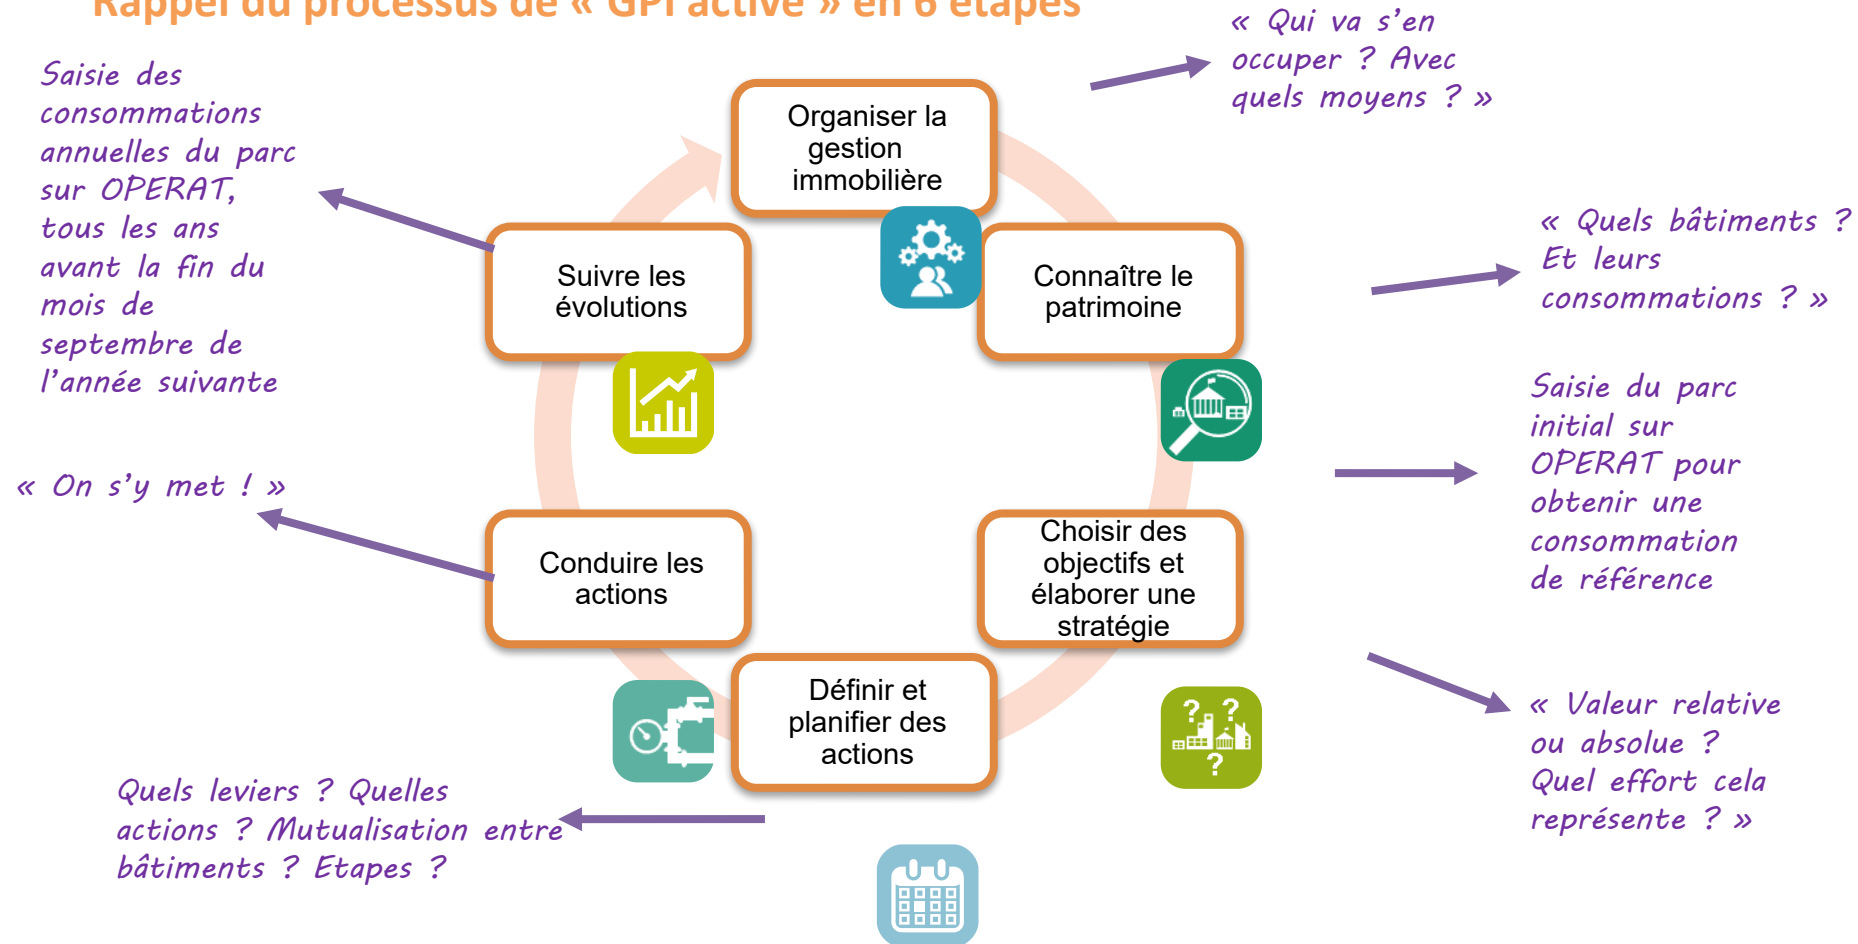 Rappel du processus de « GPI active » en 6 étapes
« Qui va s'en
occuper ? Avec
quels moyens ? »
Organiser la
gestion
immobilière
« Quels bâtiments ?
Et leurs
consommations ? »
Connaître le
patrimoine
Saisie du parc
initial sur
OPERAT pour
obtenir une
consommation
de référence
Choisir des
objectifs et
élaborer une
stratégie
« Valeur relative
ou absolue ?
Quel effort cela
représente ? »
? ?
?
Définir et
planifier des
actions
Quels leviers ? Quelles
actions ? Mutualisation entre
bâtiments ? Etapes ?
Conduire les
actions
« On s'y met ! »
Suivre les
évolutions
Saisie des
consommations
annuelles du parc
sur OPERAT,
tous les ans
avant la fin du
mois de
septembre de
l'année suivante